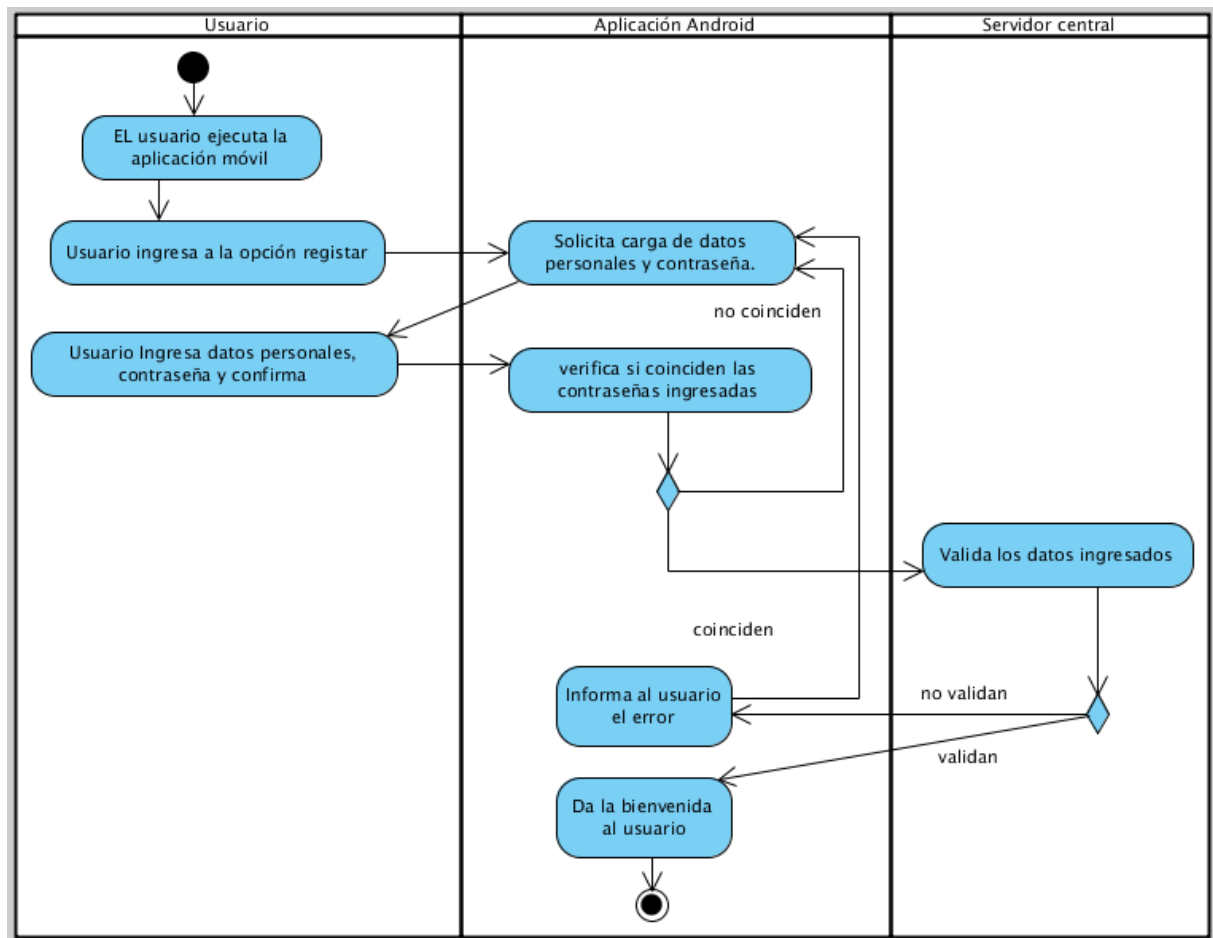 Usuario
Aplicación Android
Servidor central
EL usuario ejecuta la
aplicación móvil
Usuario ingresa a la opción registar
Solicita carga de datos
personales y contraseña.
no coinciden
Usuario Ingresa datos personales,
contraseña y confirma
verifica si coinciden las
contraseñas ingresadas
Valida los datos ingresados
coinciden
Informa al usuario
el error
no validan
validan
Da la bienvenida
al usuario